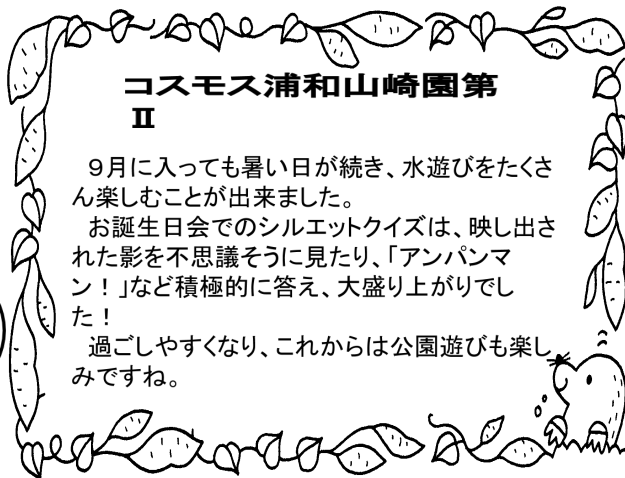 コスモス浦和山崎園第
Ⅱ
　９月に入っても暑い日が続き、水遊びをたくさ
ん楽しむことが出来ました。
　お誕生日会でのシルエットクイズは、映し出さ
れた影を不思議そうに見たり、「アンパンマ
ン！」など積極的に答え、大盛り上がりでし
た！
　過ごしやすくなり、これからは公園遊びも楽し
みですね。